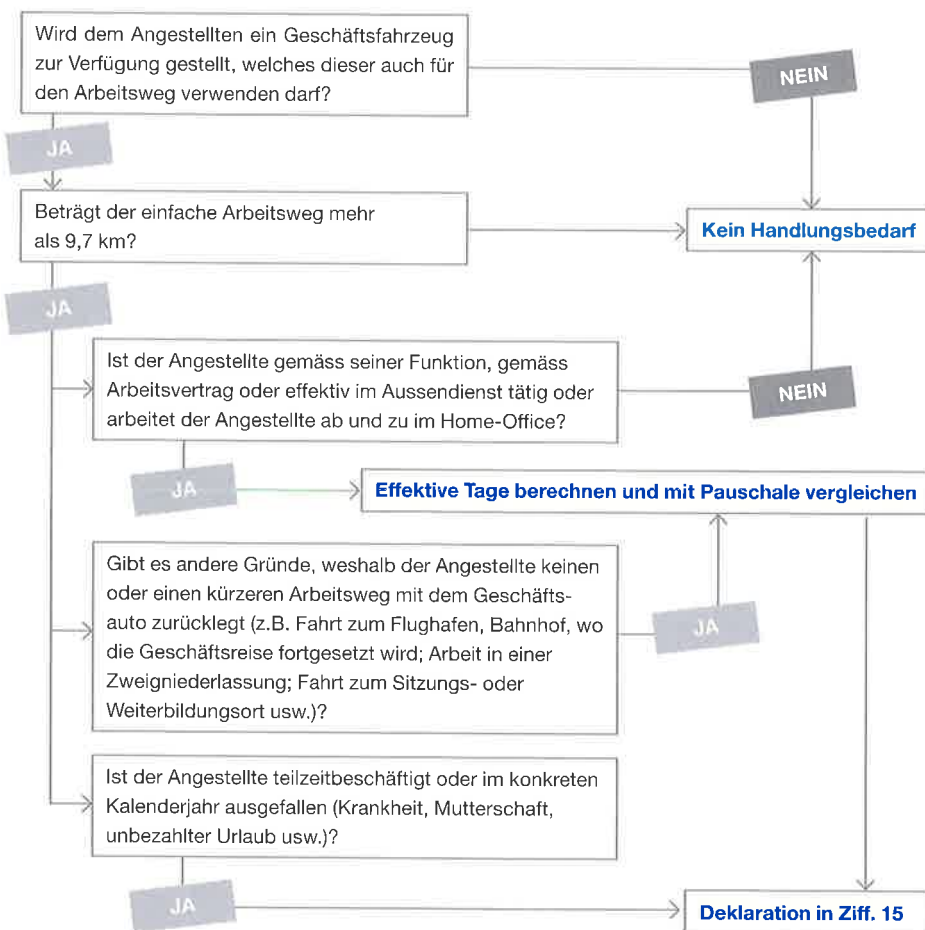 Wird dem Angestellten ein Geschäftsfahrzeug
zur Verfügung gestellt, welches dieser auch für
den Arbeitsweg verwenden darf?
NEIN
JA
Beträgt der einfache Arbeitsweg mehr
als 9,7 km?
Kein Handlungsbedarf
JA
Ist der Angestellte gemäss seiner Funktion, gemäss
Arbeitsvertrag oder effektiv im Aussendienst tätig oder
arbeitet der Angestellte ab und zu im Home-Office?
NEIN
JA
Effektive Tage berechnen und mit Pauschale vergleichen
Gibt es andere Gründe, weshalb der Angestellte keinen
oder einen kürzeren Arbeitsweg mit dem Geschäfts-
auto zurücklegt (z.B. Fahrt zum Flughafen, Bahnhof, wo
die Geschäftsreise fortgesetzt wird; Arbeit in einer
Zweigniederlassung; Fahrt zum Sitzungs- oder
Weiterbildungsort usw.)?
JA
Ist der Angestellte teilzeitbeschäftigt oder im konkreten
Kalenderjahr ausgefallen (Krankheit, Mutterschaft,
unbezahlter Urlaub usw.)?
JA
Deklaration in Ziff. 15